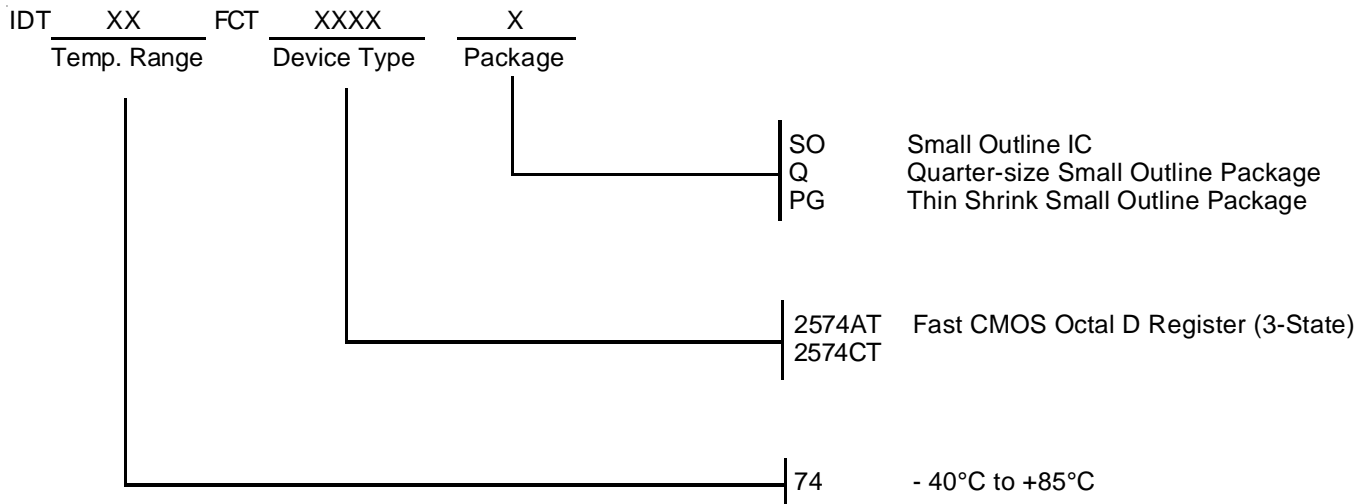 IDT XX FCT XXXX X
Temp. Range Device Type Package
SO Small Outline IC
Q Quarter-size Small Outline Package
PG Thin Shrink Small Outline Package
2574AT Fast CMOS Octal D Register (3-State)
2574CT
74 - 40°C to +85°C